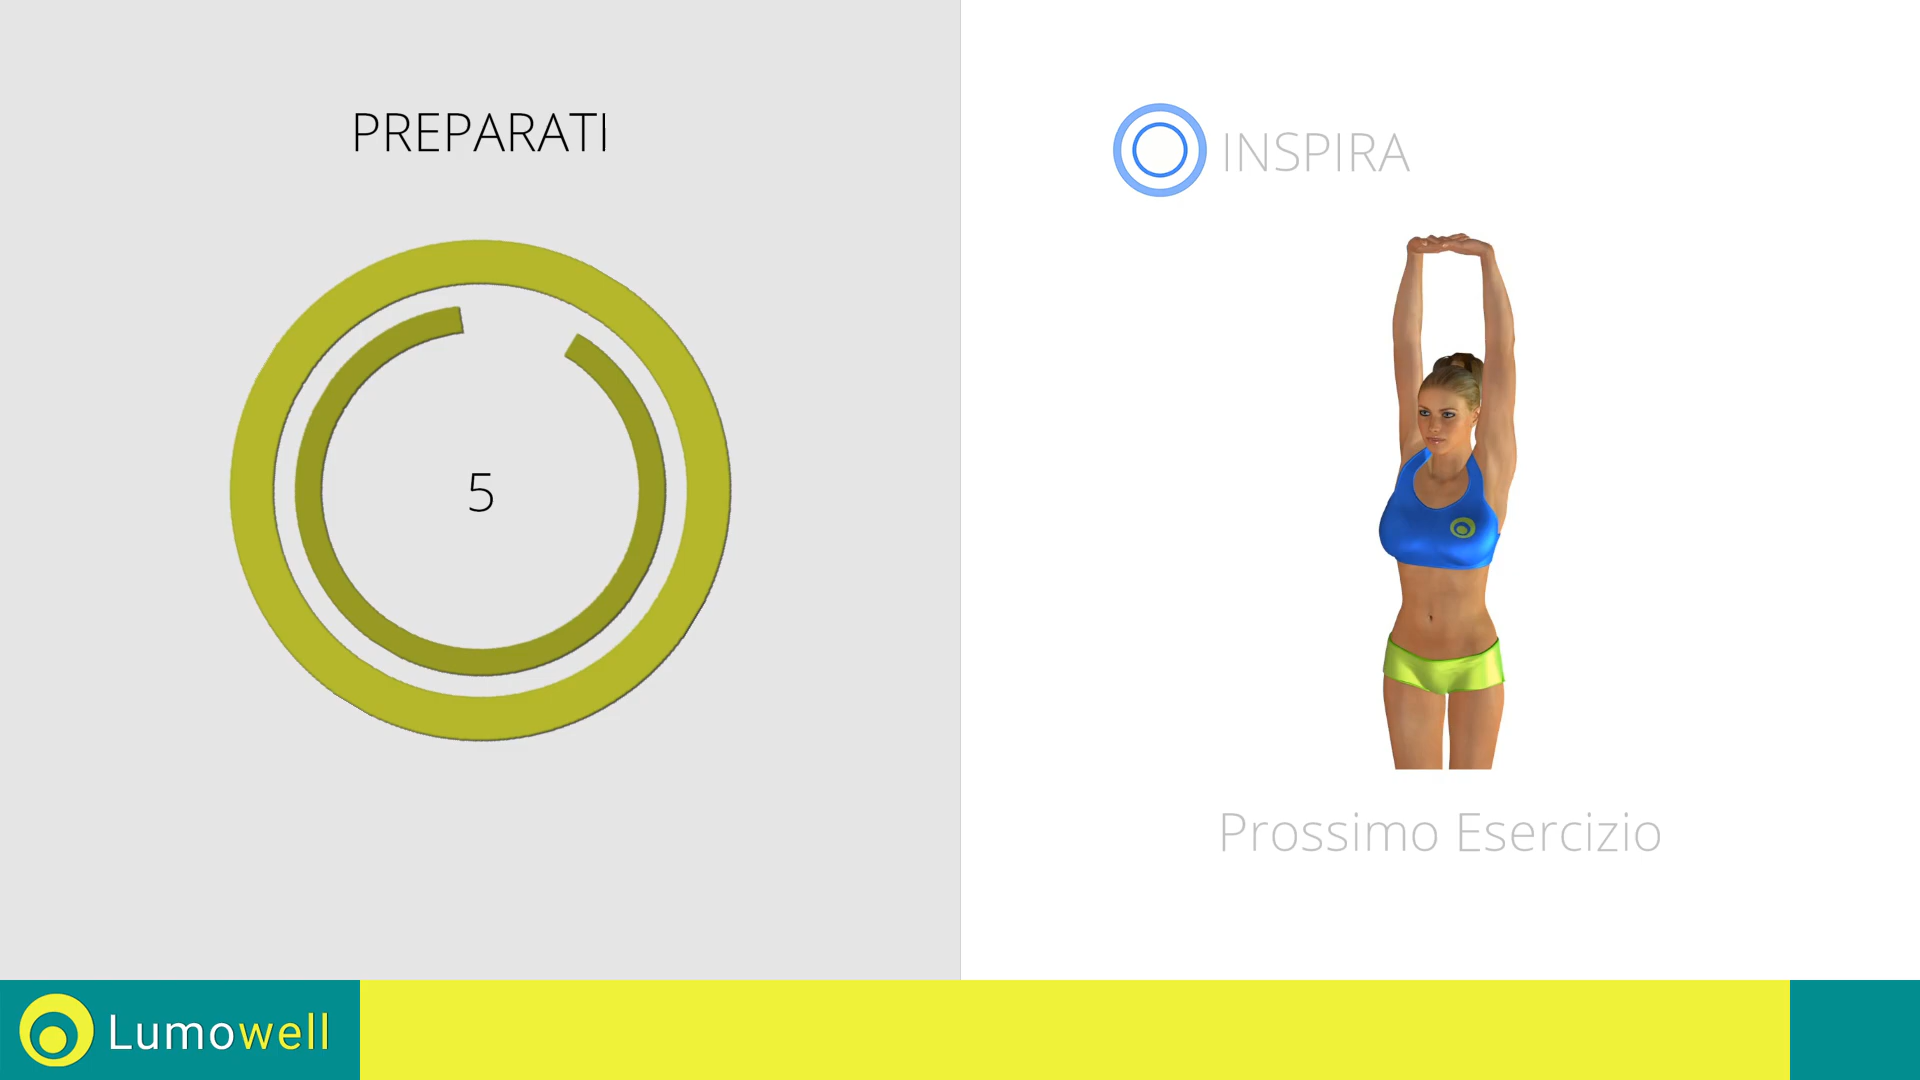 PREPARATI
5
INSPIRA
Prossimo Esercizio
Lumowell